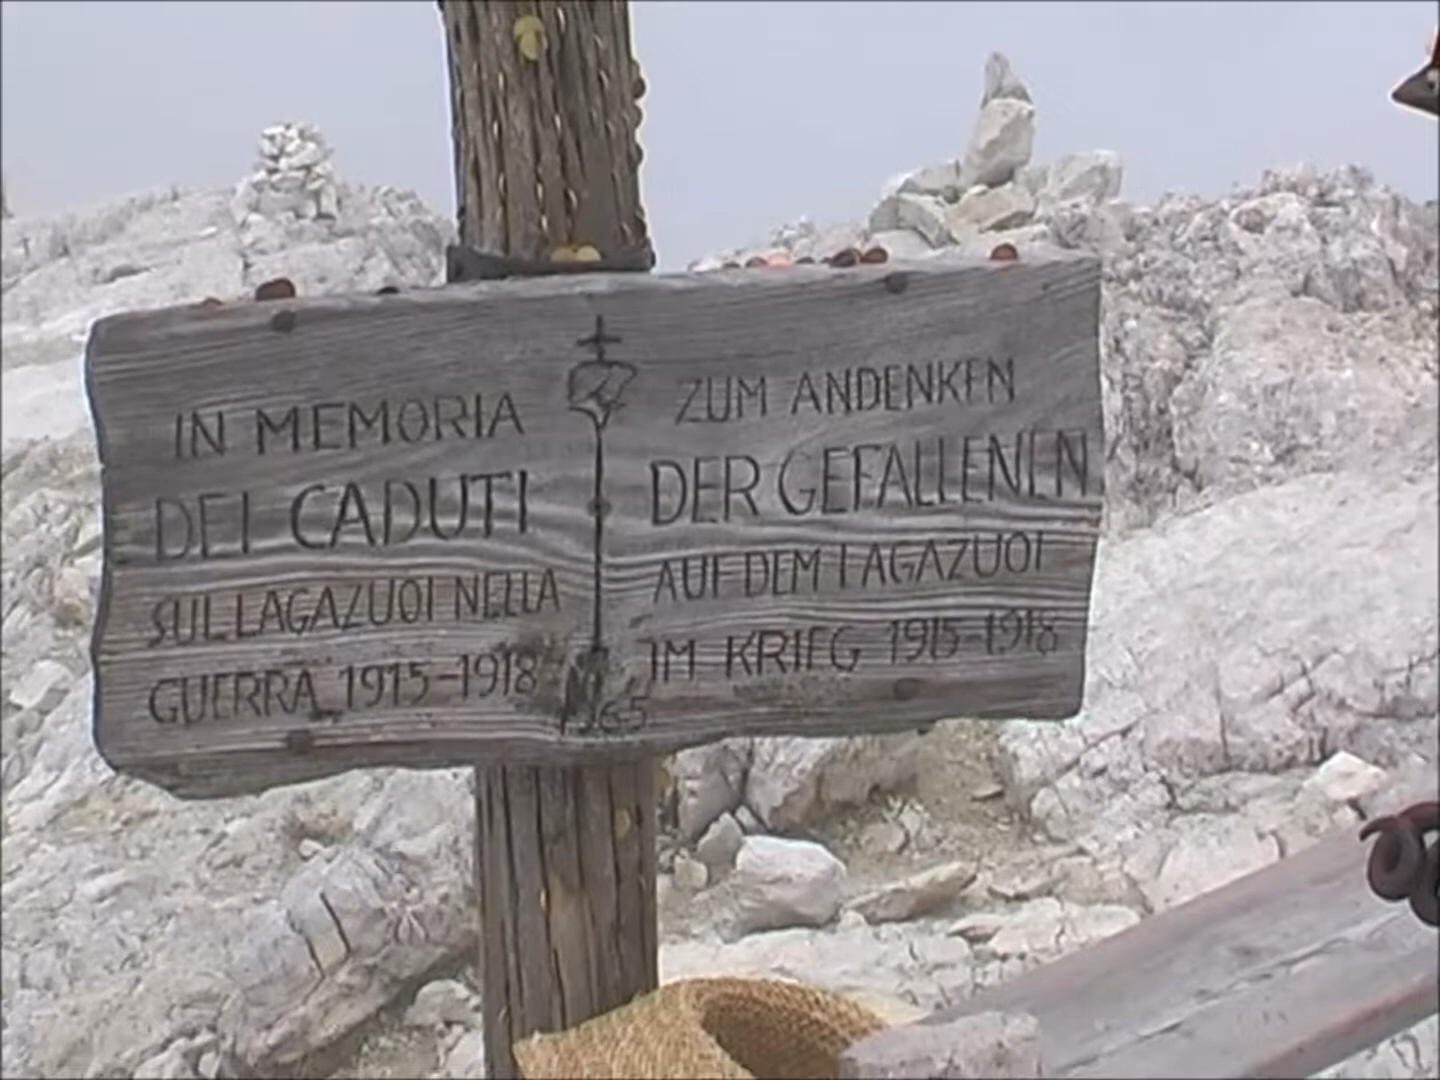 IN MEMORIA
DEI CADUTI
SUL LAGAZUOI NELLA
GUERRA 1915-1918
ZUM ANDENKEN
DER GEFALLENEN
AUF DEM LAGAZUOI
IM KRIEG 1915-1918
1965